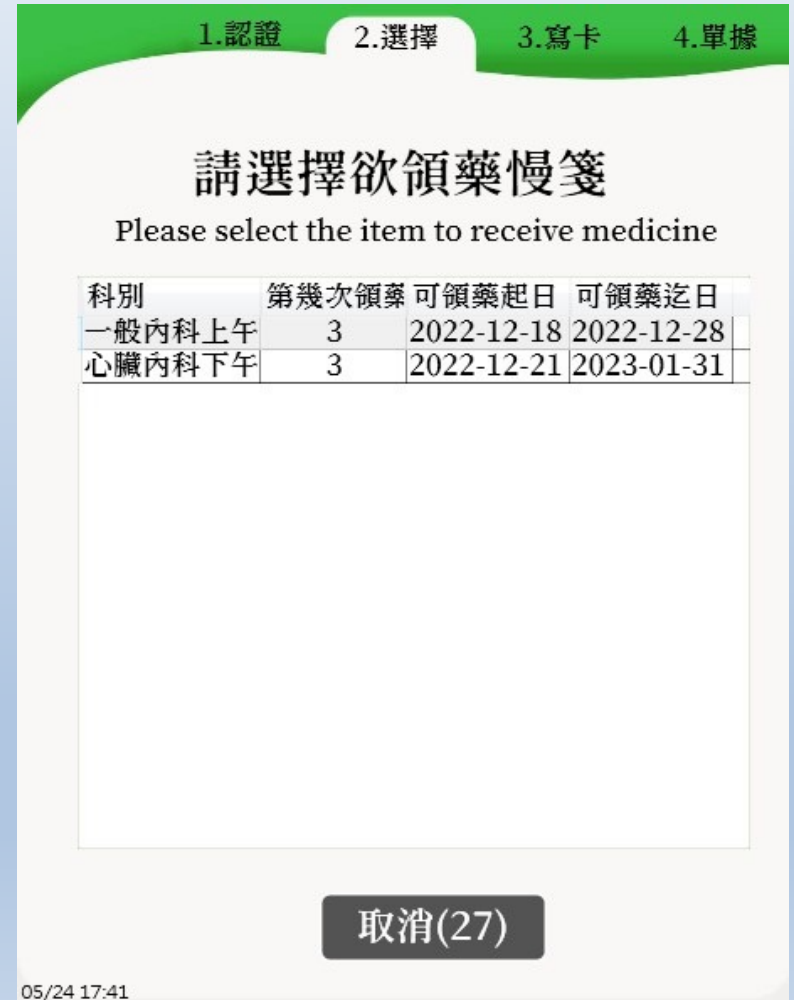 1.認證 2.選擇 3.寫卡 4.單據
請選擇欲領藥慢箋
Please select the item to receive medicine
科別 第幾次領藥 可領藥起日 可領藥迄日
一般內科上午 3 2022-12-18 2022-12-28
心臟內科下午 3 2022-12-21 2023-01-31
取消(27)
05/24 17:41